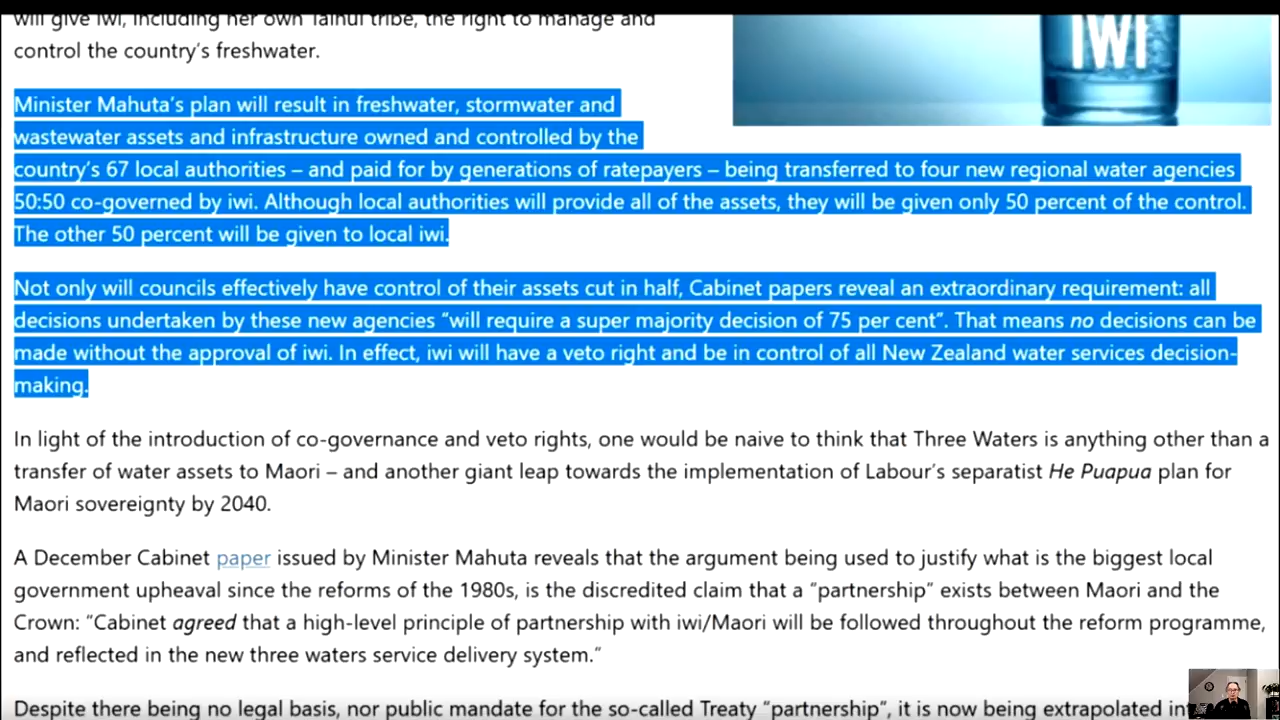 will give iwi, including her own Tainui tribe, the right to manage and
control the country's freshwater.
IWI
Minister Mahuta's plan will result in freshwater, stormwater and
wastewater assets and infrastructure owned and controlled by the
country's 67 local authorities – and paid for by generations of ratepayers – being transferred to four new regional water agencies
50:50 co-governed by iwi. Although local authorities will provide all of the assets, they will be given only 50 percent of the control.
The other 50 percent will be given to local iwi.
Not only will councils effectively have control of their assets cut in half, Cabinet papers reveal an extraordinary requirement: all
decisions undertaken by these new agencies “will require a super majority decision of 75 per cent”. That means no decisions can be
made without the approval of iwi. In effect, iwi will have a veto right and be in control of all New Zealand water services decision-
making.
In light of the introduction of co-governance and veto rights, one would be naive to think that Three Waters is anything other than a
transfer of water assets to Maori – and another giant leap towards the implementation of Labour's separatist He Puapua plan for
Maori sovereignty by 2040.
A December Cabinet paper issued by Minister Mahuta reveals that the argument being used to justify what is the biggest local
government upheaval since the reforms of the 1980s, is the discredited claim that a “partnership” exists between Maori and the
Crown: “Cabinet agreed that a high-level principle of partnership with iwi/Maori will be followed throughout the reform programme,
and reflected in the new three waters service delivery system.”
Despite there being no legal basis, nor public mandate for the so-called Treaty “partnership”, it is now being extrapolated